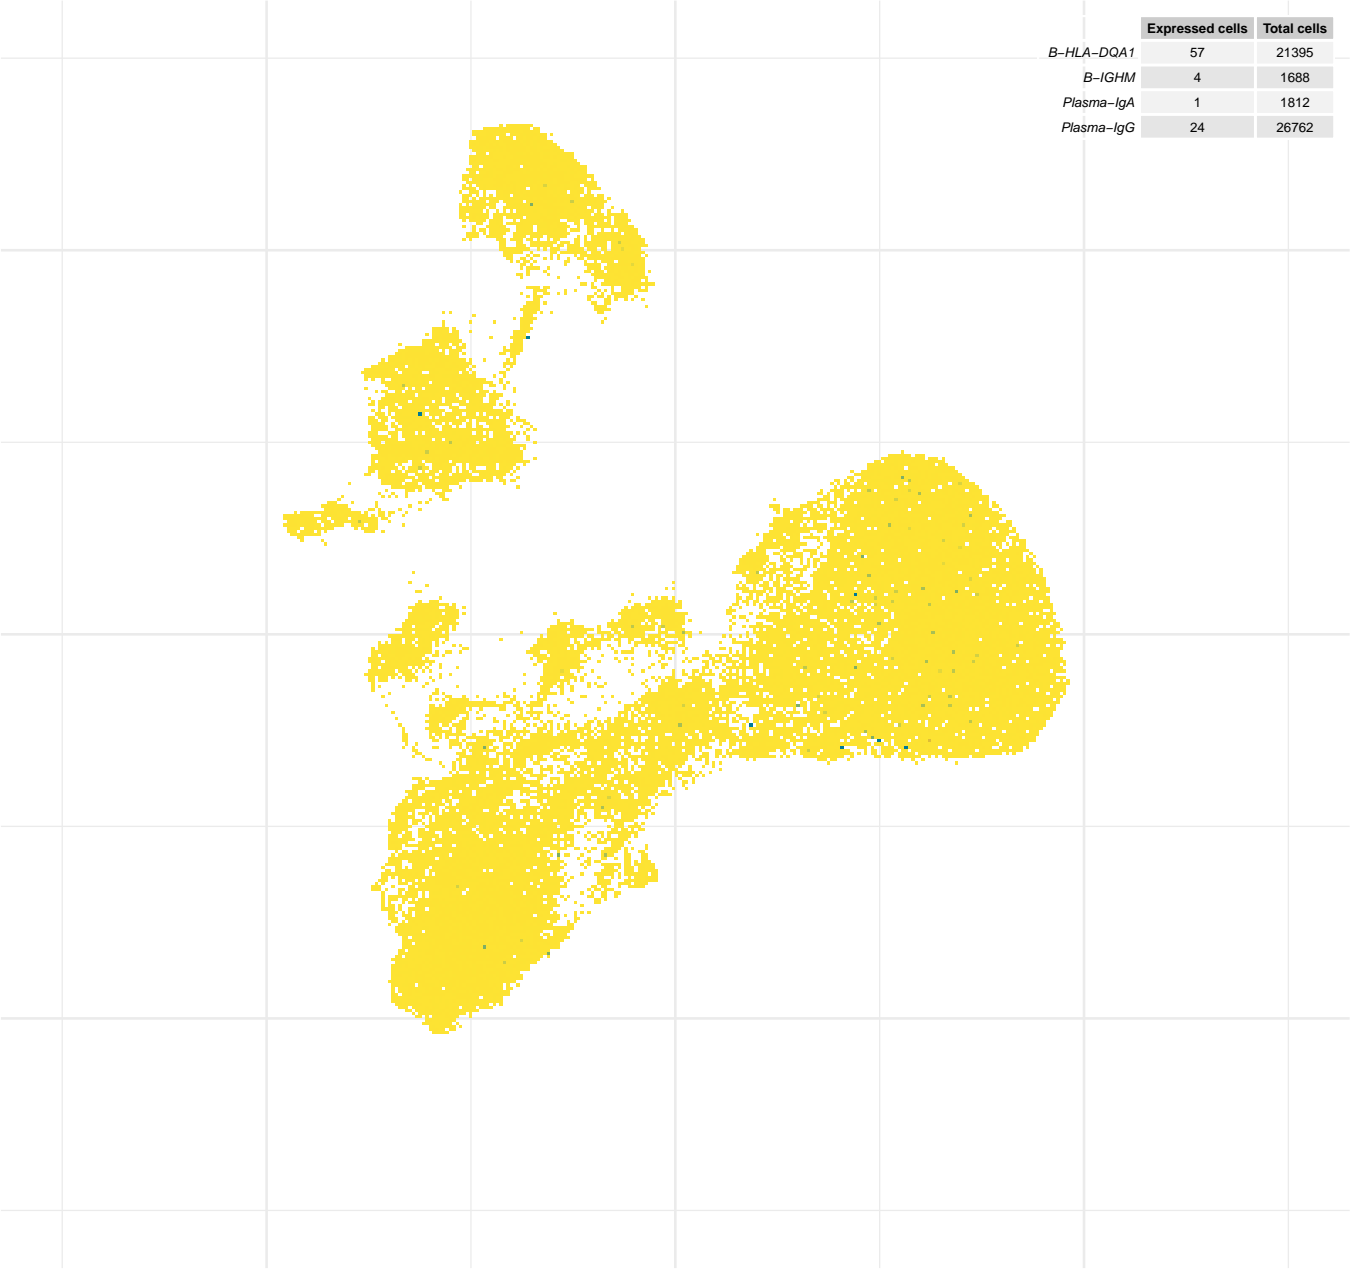 Expressed cells Total cells
B−HLA−DQA1 57 21395
B−IGHM 4 1688
Plasma−IgA 1 1812
Plasma−IgG 24 26762